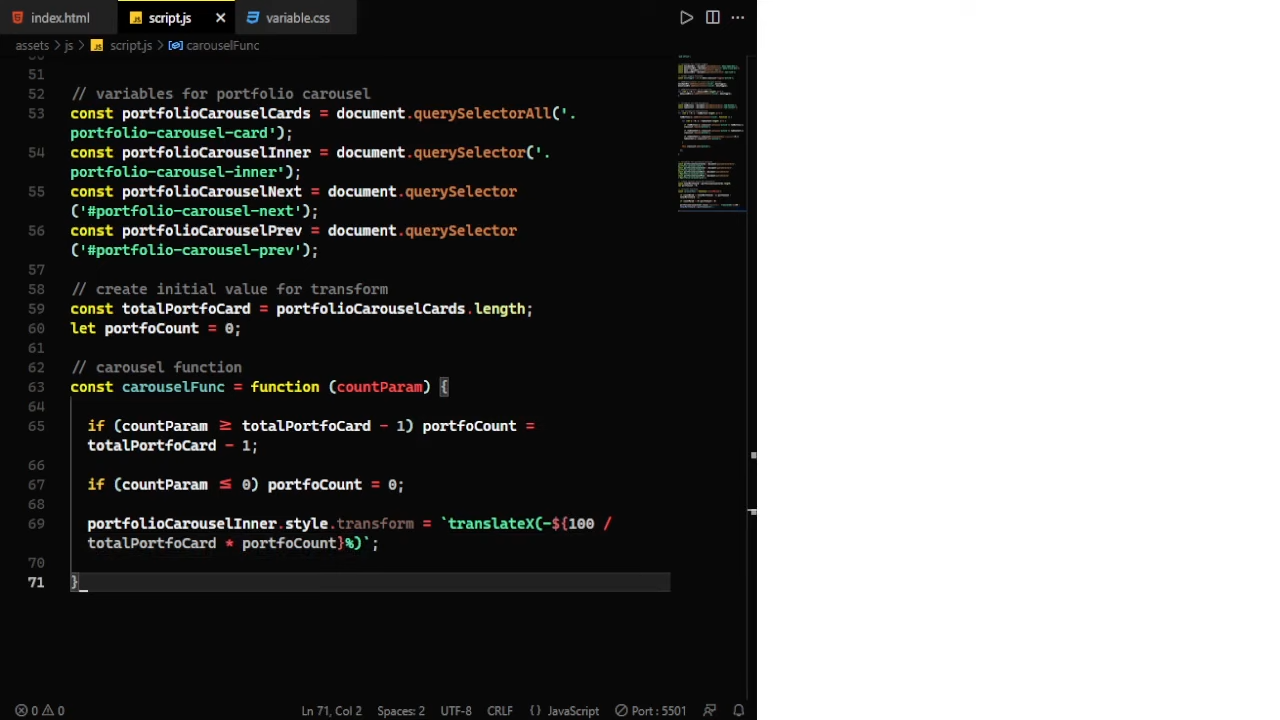 index.html
script.js
variable.css
assets > js > script.js > carouselFunc
51
52 // variables for portfolio carousel
53 const portfolioCarouselCards = document.querySelectorAll('.
portfolio-carousel-card');
54 const portfolioCarouselInner = document.querySelector('.
portfolio-carousel-inner');
55 const portfolioCarouselNext = document.querySelector
('#portfolio-carousel-next');
56 const portfolioCarouselPrev = document.querySelector
('#portfolio-carousel-prev');
57
58 // create initial value for transform
59 const totalPortfoCard = portfolioCarouselCards.length;
60 let portfoCount = 0;
61
62 // carousel function
63 const carouselFunc = function (countParam) {
64
65 if (countParam ≥ totalPortfoCard - 1) portfoCount =
totalPortfoCard - 1;
66
67 if (countParam ≤ 0) portfoCount = 0;
68
69 portfolioCarouselInner.style.transform = `translateX(-${100 /
totalPortfoCard * portfoCount}%)`;
70
71 }
0 0 Ln 71, Col 2 Spaces: 2 UTF-8 CRLF {} JavaScript Port : 5501